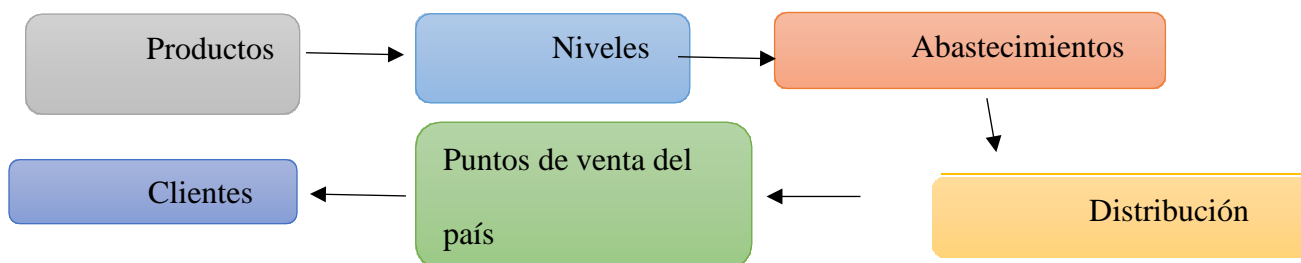 Productos
Niveles
Abastecimientos
Puntos de venta del
país
Clientes
Distribución